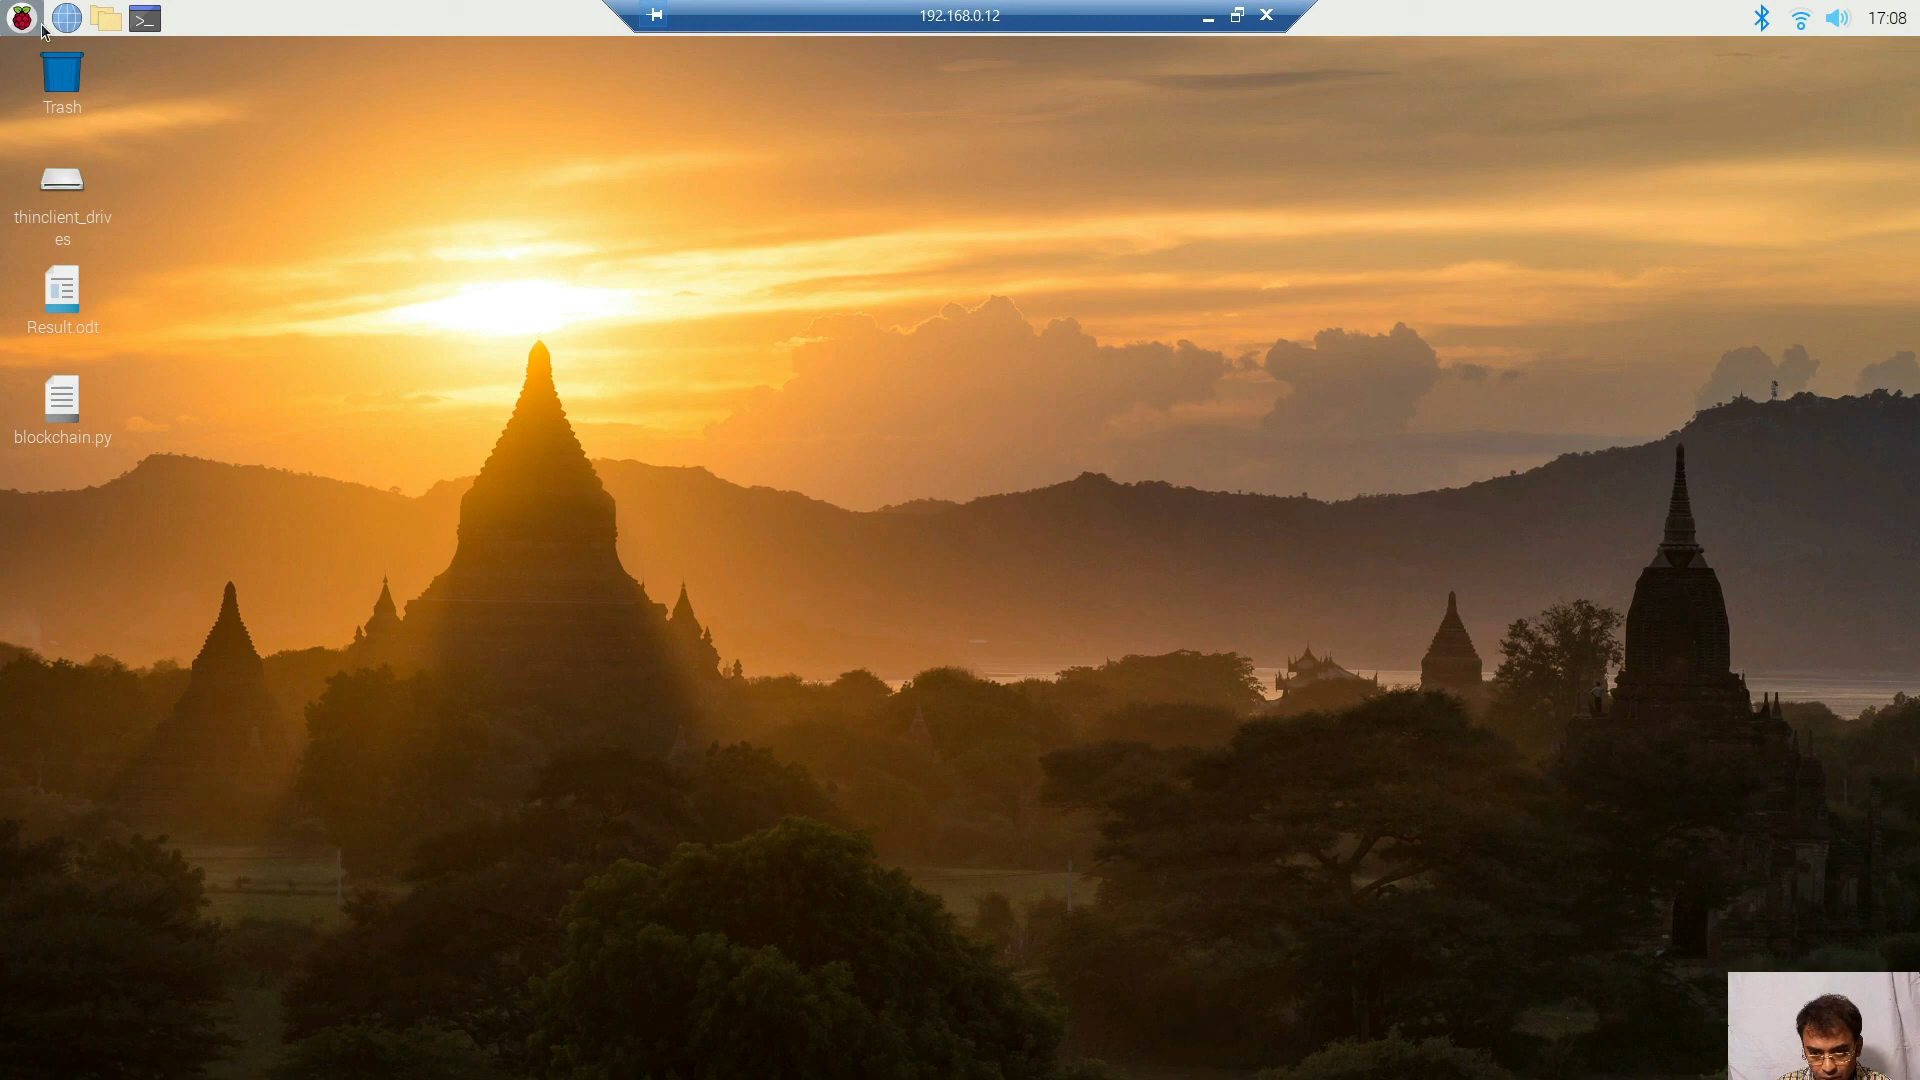 192.168.0.12
17:08
Trash
thinclient_driv
es
Result.odt
blockchain.py